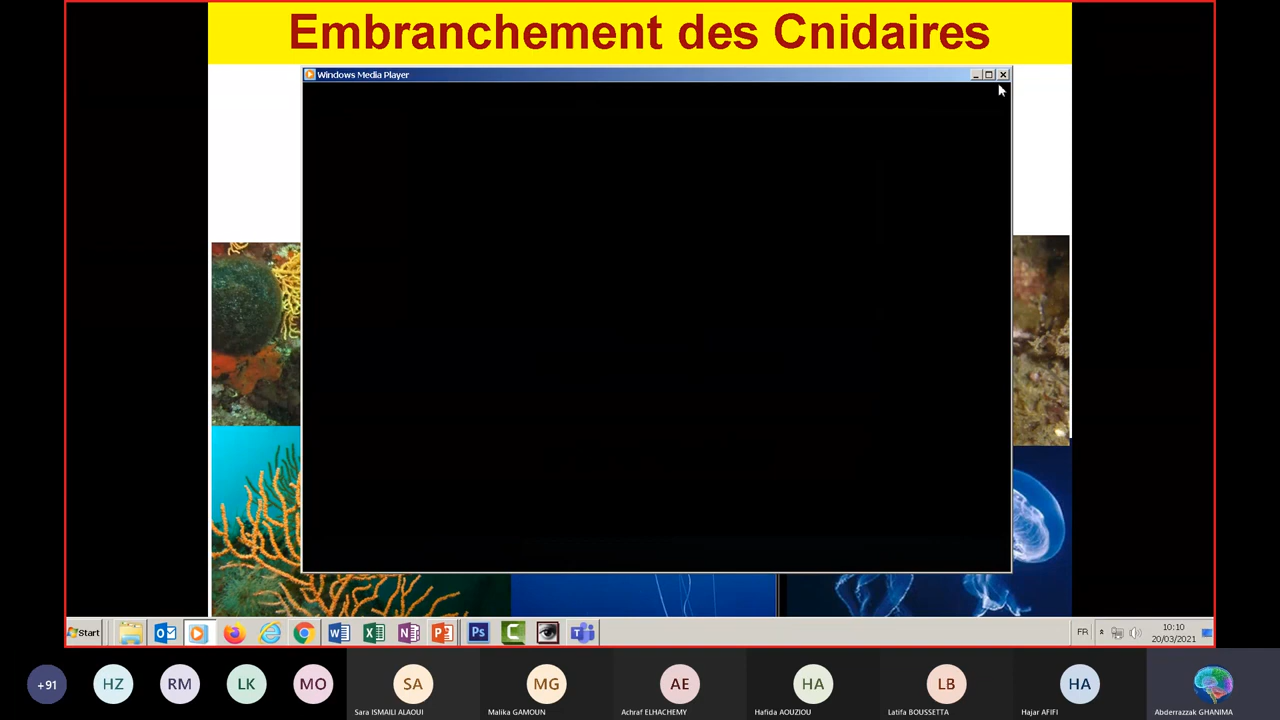 Embranchement des Cnidaires
Windows Media Player
Start
FR
10:10
20/03/2021
+91
HZ
RM
LK
MO
SA
MG
AE
HA
LB
HA
Sara ISMAILI ALAOUI
Malika GAMOUN
Achraf ELHACHEMY
Hafida AOUZIOU
Latifa BOUSSETTA
Hajar AFIFI
Abderrazzak GHANIMA